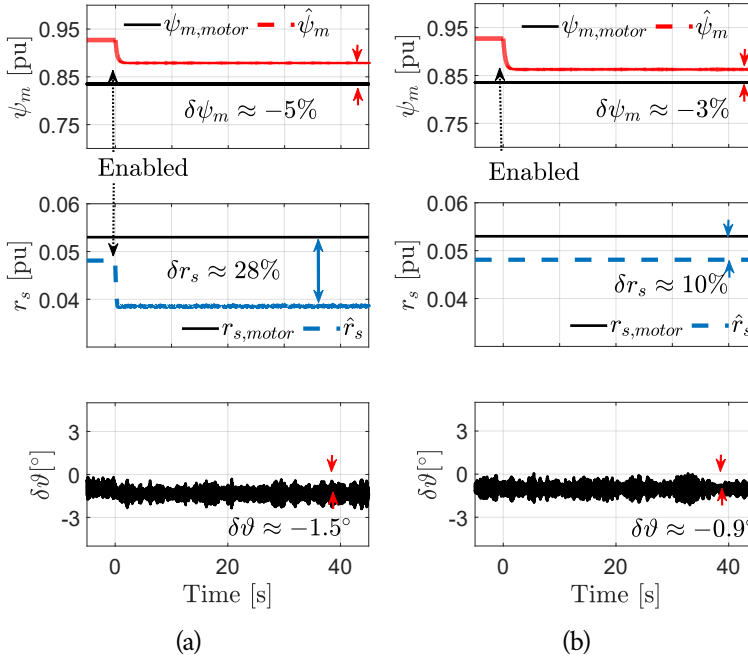 ψm,motor ψ̂m
ψm [pu]
0.95
0.85
0.75
δψm ≈ −5%
Enabled
rs [pu]
0.06
0.05
0.04
δrs ≈ 28%
rs,motor r̂s
δϑ[°]
3
0
-3
δϑ ≈ −1.5°
0 20 40
Time [s]
(a)
ψm,motor ψ̂m
ψm [pu]
0.95
0.85
0.75
δψm ≈ −3%
Enabled
rs [pu]
0.06
0.05
0.04
δrs ≈ 10%
rs,motor r̂s
δϑ[°]
3
0
-3
δϑ ≈ −0.9°
0 20 40
Time [s]
(b)